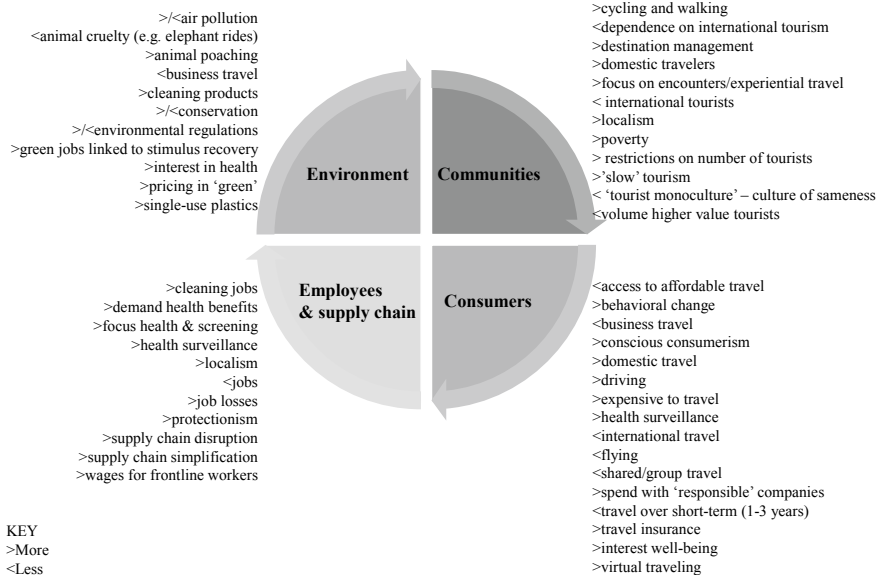 >/<air pollution
<animal cruelty (e.g. elephant rides)
>animal poaching
<business travel
>cleaning products
>/<conservation
>/<environmental regulations
>green jobs linked to stimulus recovery
>interest in health
>pricing in ‘green’
>single-use plastics
Environment
>cycling and walking
<dependence on international tourism
>destination management
>domestic travelers
>focus on encounters/experiential travel
< international tourists
>localism
>poverty
> restrictions on number of tourists
>’slow’ tourism
< ‘tourist monoculture’ – culture of sameness
<volume higher value tourists
Communities
>cleaning jobs
>demand health benefits
>focus health & screening
>health surveillance
>localism
<jobs
>job losses
>protectionism
>supply chain disruption
>supply chain simplification
>wages for frontline workers
Employees
& supply chain
Consumers
<access to affordable travel
>behavioral change
<business travel
>conscious consumerism
>domestic travel
>driving
>expensive to travel
>health surveillance
<international travel
<flying
<shared/group travel
>spend with ‘responsible’ companies
<travel over short-term (1-3 years)
>travel insurance
>interest well-being
>virtual traveling
KEY
>More
<Less